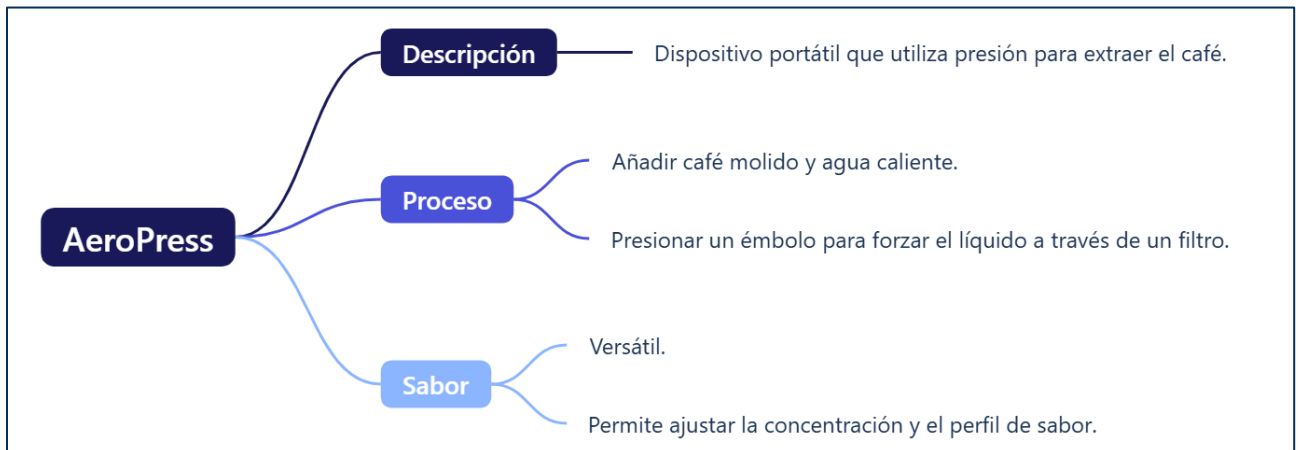 AeroPress
Descripción
Dispositivo portátil que utiliza presión para extraer el café.
Proceso
Añadir café molido y agua caliente.
Presionar un émbolo para forzar el líquido a través de un filtro.
Sabor
Versátil.
Permite ajustar la concentración y el perfil de sabor.